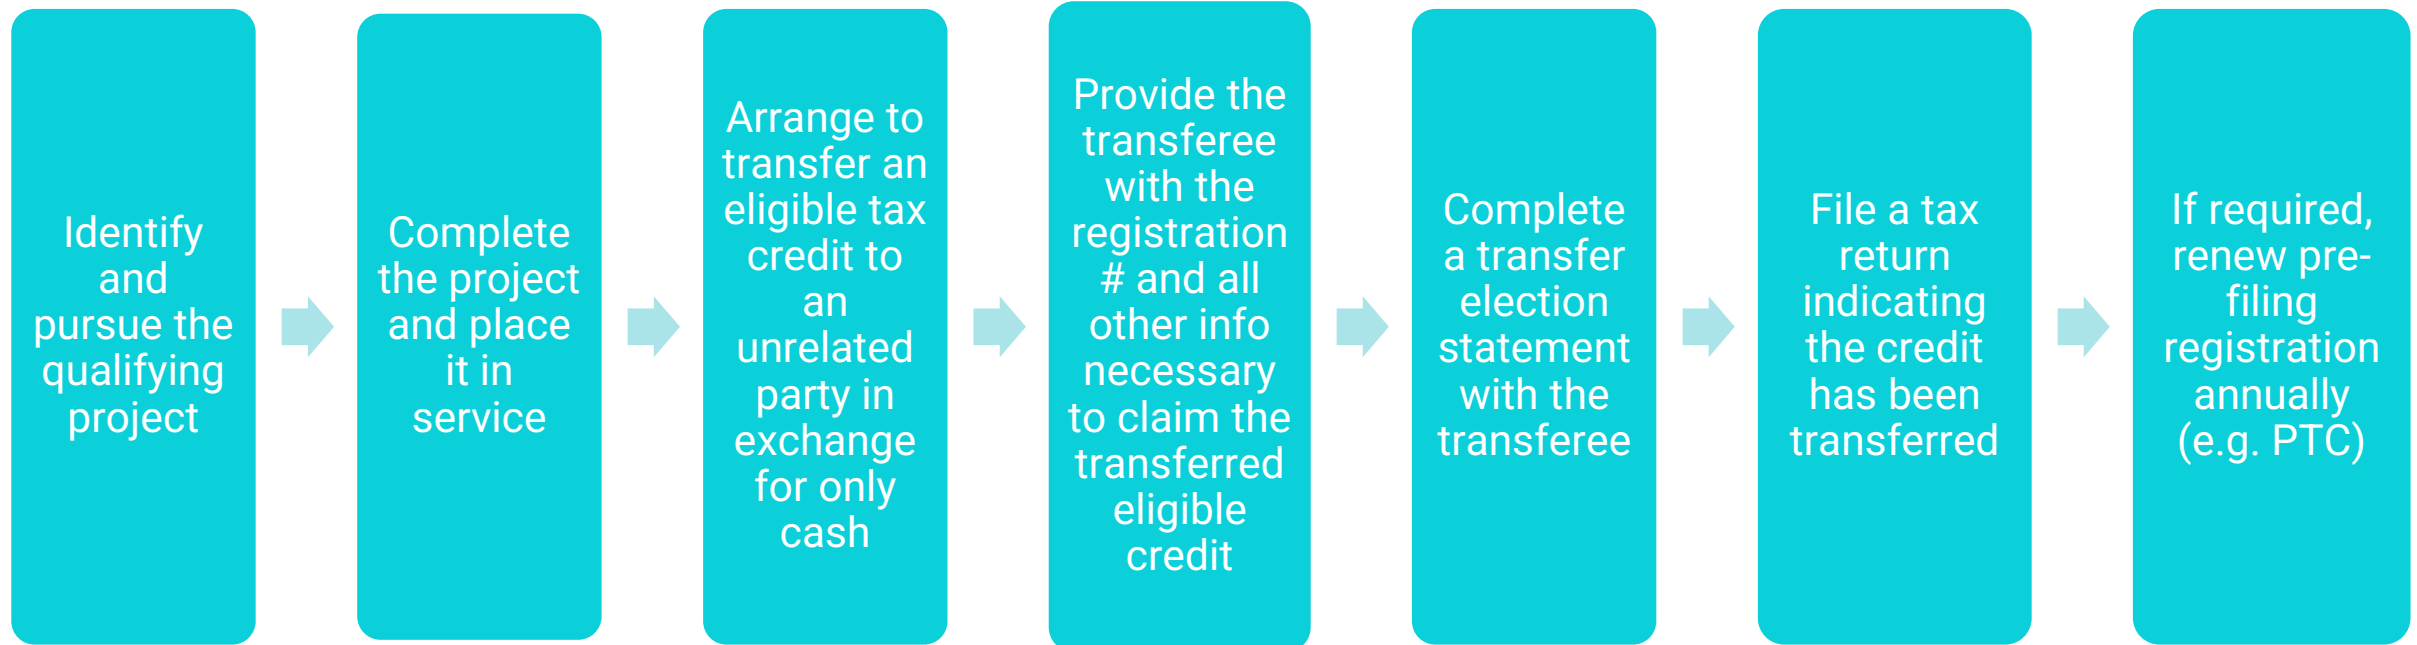 Identify
and
pursue the
qualifying
project
Complete
the project
and place
it in
service
Arrange to
transfer an
eligible tax
credit to
an
unrelated
party in
exchange
for only
cash
Provide the
transferee
with the
registration
# and all
other info
necessary
to claim the
transferred
eligible
credit
Complete
a transfer
election
statement
with the
transferee
File a tax
return
indicating
the credit
has been
transferred
If required,
renew pre-
filing
registration
annually
(e.g. PTC)